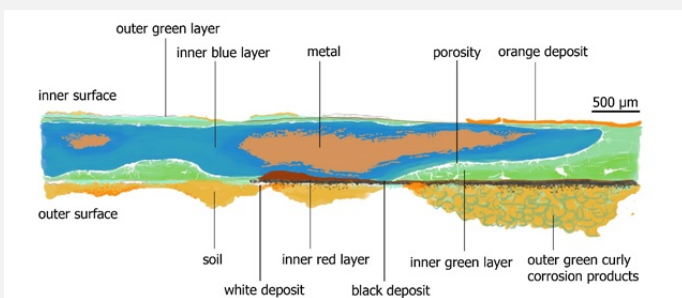 outer green layer
inner blue layer
metal
porosity
orange deposit
inner surface
500 µm
outer surface
soil
inner red layer
inner green layer
outer green curly
corrosion products
white deposit
black deposit